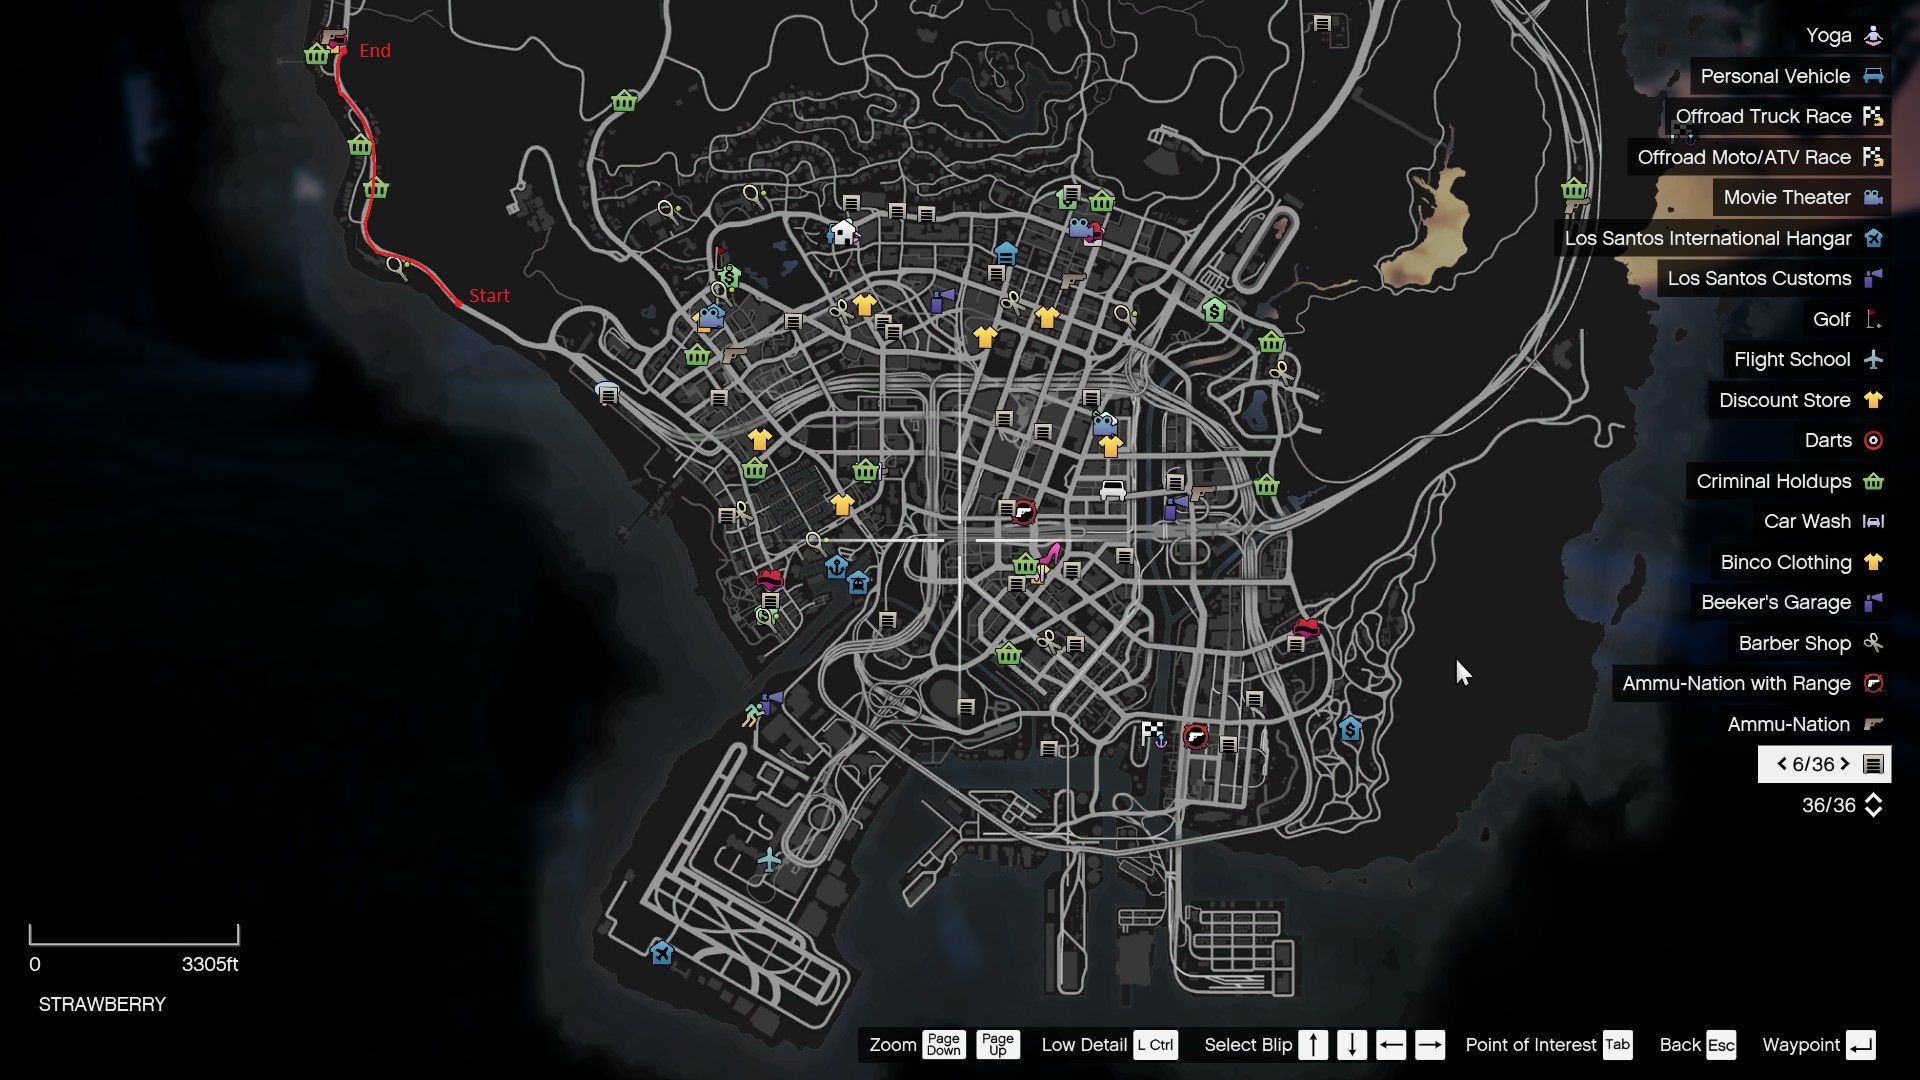 End
Start
Yoga
Personal Vehicle
Offroad Truck Race
Offroad Moto/ATV Race
Movie Theater
Los Santos International Hangar
Los Santos Customs
Golf
Flight School
Discount Store
Darts
Criminal Holdups
Car Wash
Binco Clothing
Beeker's Garage
Barber Shop
Ammu-Nation with Range
Ammu-Nation
< 6/36 >
36/36
0 3305ft
STRAWBERRY
Zoom Page Down Page Up Low Detail L Ctrl Select Blip ↑ ↓ ← → Point of Interest Tab Back Esc Waypoint